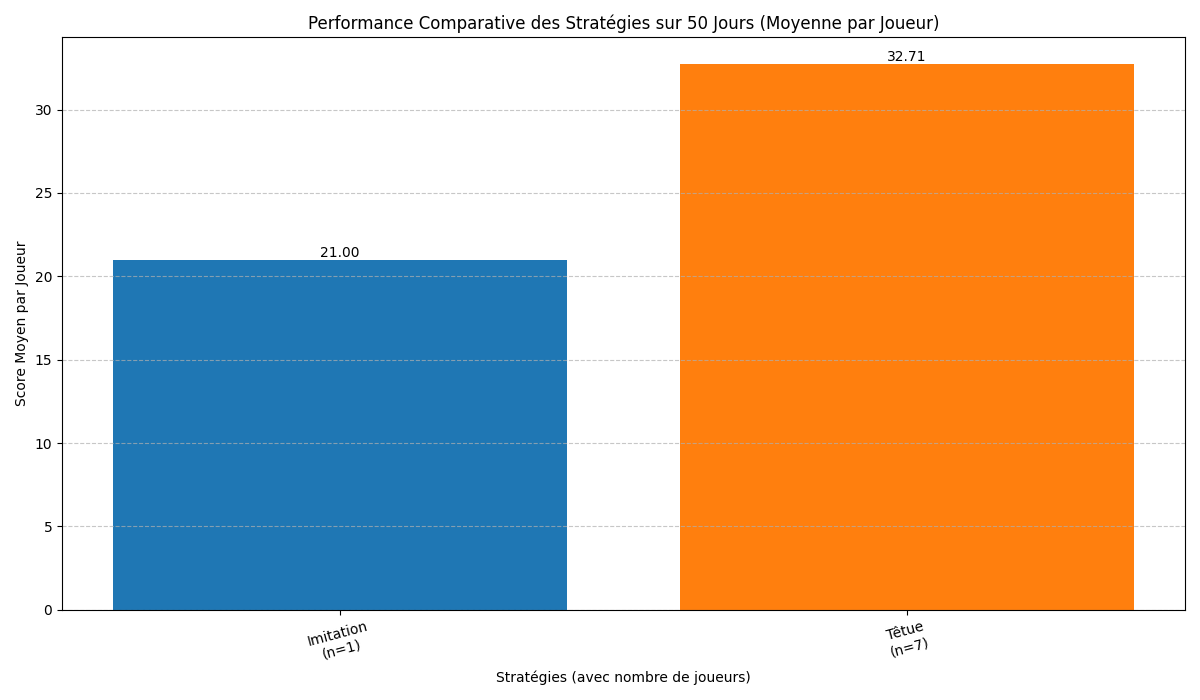 Performance Comparative des Stratégies sur 50 Jours (Moyenne par Joueur)
32.71
30
25
21.00
20
15
10
5
0
Score Moyen par Joueur
Imitation
(n=1)
Têtue
(n=7)
Stratégies (avec nombre de joueurs)